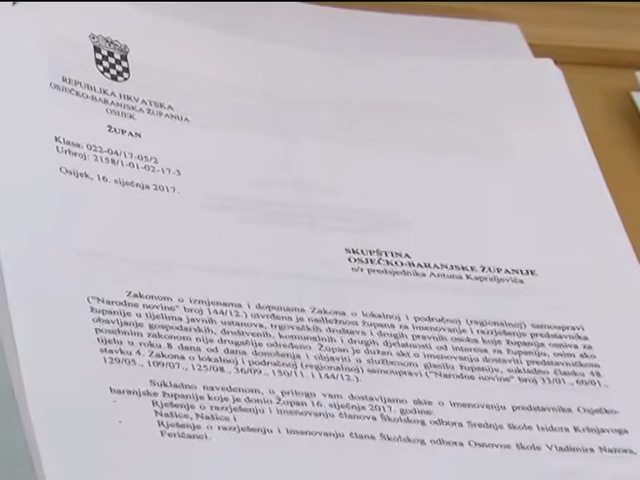 REPUBLIKA HRVATSKA
OSJEČKO-BARANJSKA ŽUPANIJA
OSIJEK
ŽUPAN
Klasa: 022-04/17-05/2
Urbroj: 2158/1-01-02-17-3
Osijek, 16. siječnja 2017.
SKUPŠTINA
OSJEČKO-BARANJSKE ŽUPANIJE
n/r predsjednika Antuna Kapraljevića
Zakonom o izmjenama i dopunama Zakona o lokalnoj i područnoj (regionalnoj) samoupravi
("Narodne novine" broj 144/12.) utvrđena je nadležnost župana za imenovanje i razrješenje predstavnika
županije u tijelima javnih ustanova, trgovačkih društava i drugih pravnih osoba koje županija osniva za
obavljanje gospodarskih, društvenih, komunalnih i drugih djelatnosti od interesa za županiju, osim ako
posebnim zakonom nije drugačije određeno. Župan je dužan akt o imenovanju dostaviti predstavničkom
tijelu u roku 8 dana od dana donošenja i objaviti u službenom glasilu županije, sukladno članku 48.
stavku 4. Zakona o lokalnoj i područnoj (regionalnoj) samoupravi ("Narodne novine" broj 33/01., 60/01.,
129/05., 109/07., 125/08., 36/09., 150/11. i 144/12.).
Sukladno navedenom, u prilogu vam dostavljamo akte o imenovanju predstavnika Osječko-
baranjske županije koje je donio Župan 16. siječnja 2017. godine:
- Rješenje o razrješenju i imenovanju članova Školskog odbora Srednje škole Isidora Kršnjavoga
Našice, Našice i
- Rješenje o razrješenju i imenovanju člana Školskog odbora Osnovne škole Vladimira Nazora,
Feričanci.